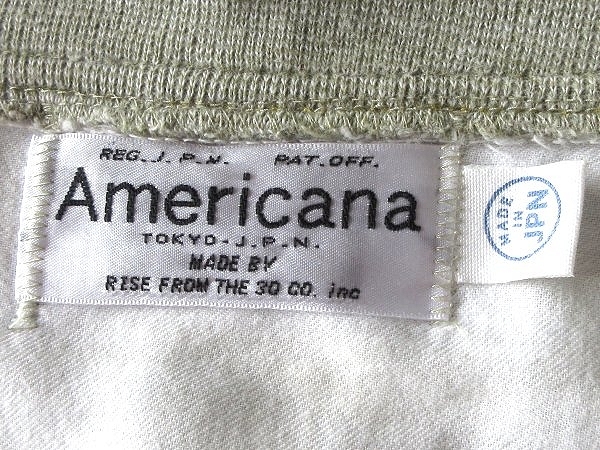 REG.J.P.N. PAT.OFF.
Americana
TOKYO-J.P.N.
MADE BY
RISE FROM THE 30 CO. inc
MADE
IN
JPN